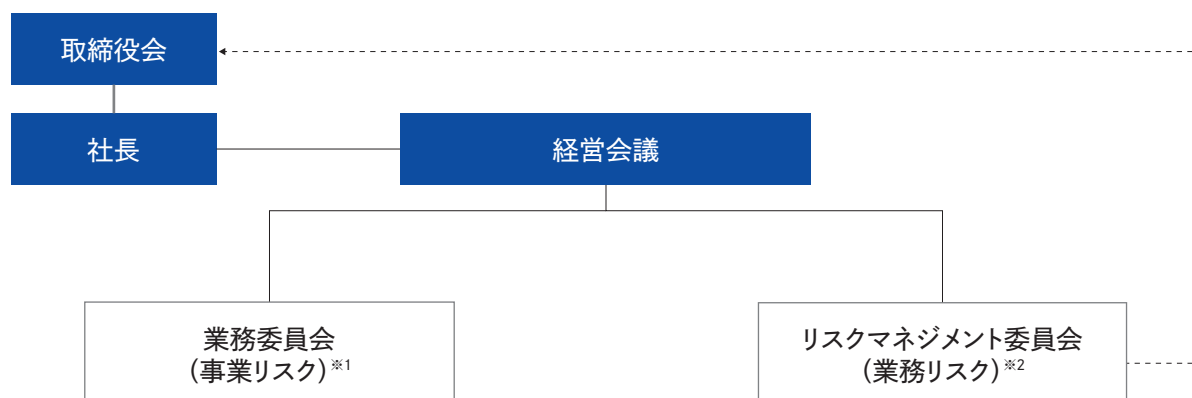 取締役会
社長
経営会議
業務委員会
（事業リスク）※1
リスクマネジメント委員会
（業務リスク）※2